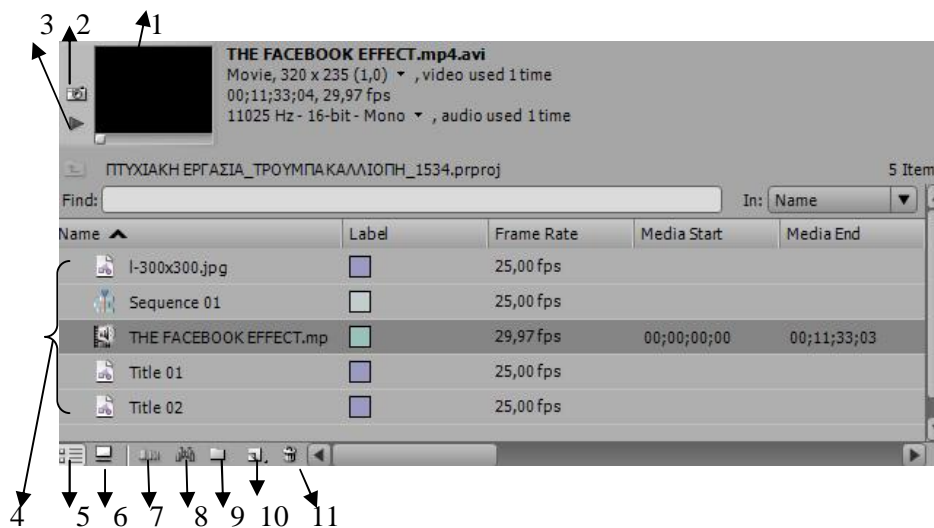 3 2 1
THE FACEBOOK EFFECT.mp4.avi
Movie, 320 x 235 (1,0) ▾ , video used 1 time
00;11;33;04, 29,97 fps
11025 Hz - 16-bit - Mono ▾ , audio used 1 time
ΠΤΥΧΙΑΚΗ ΕΡΓΑΣΙΑ_ΤΡΟΥΜΠΑ ΚΑΛΛΙΟΠΗ_1534.prproj 5 Item
Find: In: Name
Name Label Frame Rate Media Start Media End
l-300x300.jpg 25,00 fps
Sequence 01 25,00 fps
THE FACEBOOK EFFECT.mp 29,97 fps 00;00;00;00 00;11;33;03
Title 01 25,00 fps
Title 02 25,00 fps
4 5 6 7 8 9 10 11